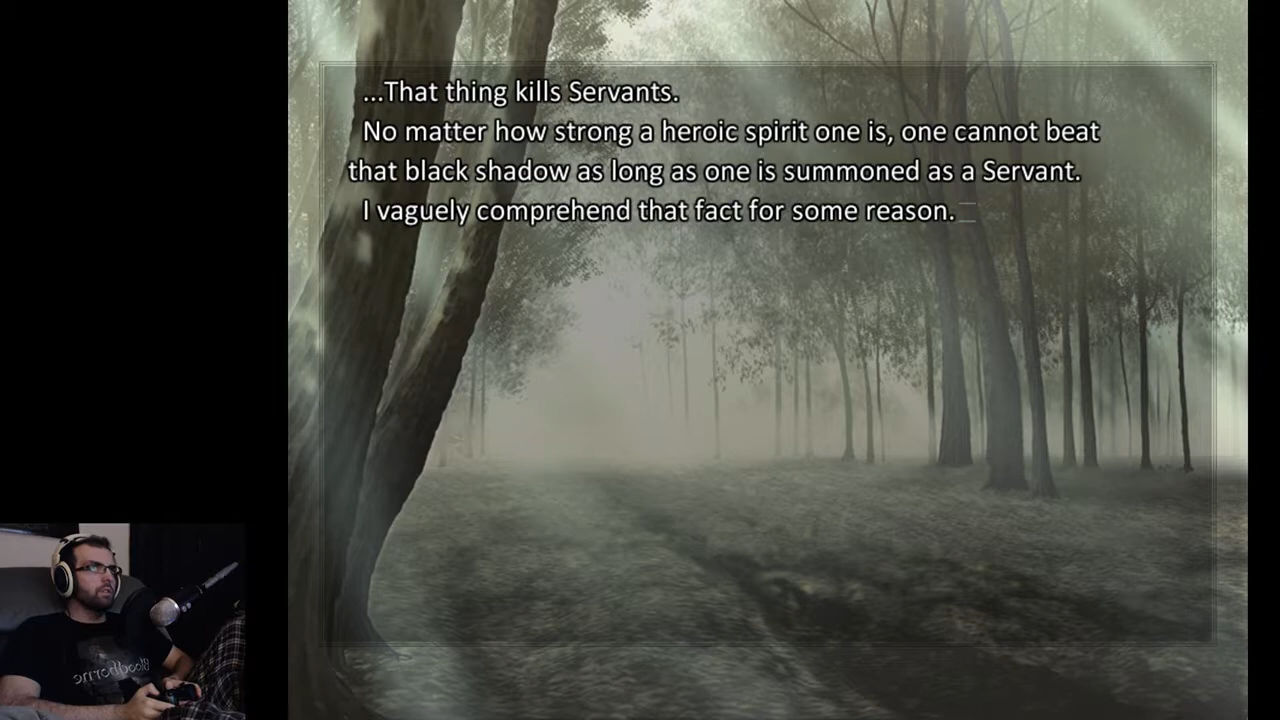 ...That thing kills Servants.
No matter how strong a heroic spirit one is, one cannot beat
that black shadow as long as one is summoned as a Servant.
I vaguely comprehend that fact for some reason.
Bloodborne